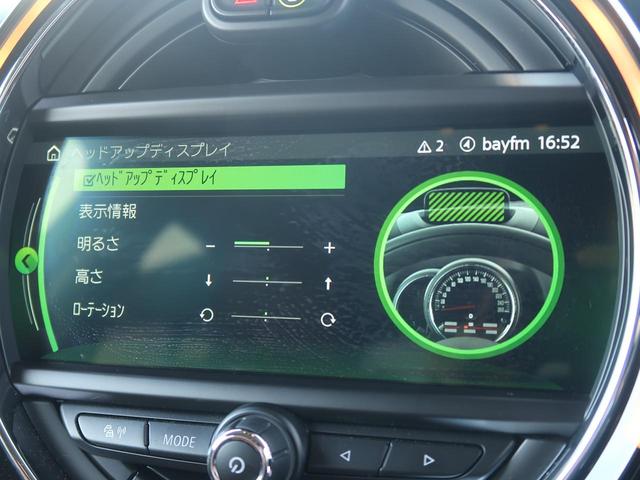 ヘッドアップディスプレイ 2 bayfm 16:52
ﾍｯﾄﾞｱｯﾌﾟﾃﾞｨｽﾌﾟﾚｲ
表示情報
明るさ - +
高さ
ﾛｰﾃｰｼｮﾝ
MODE